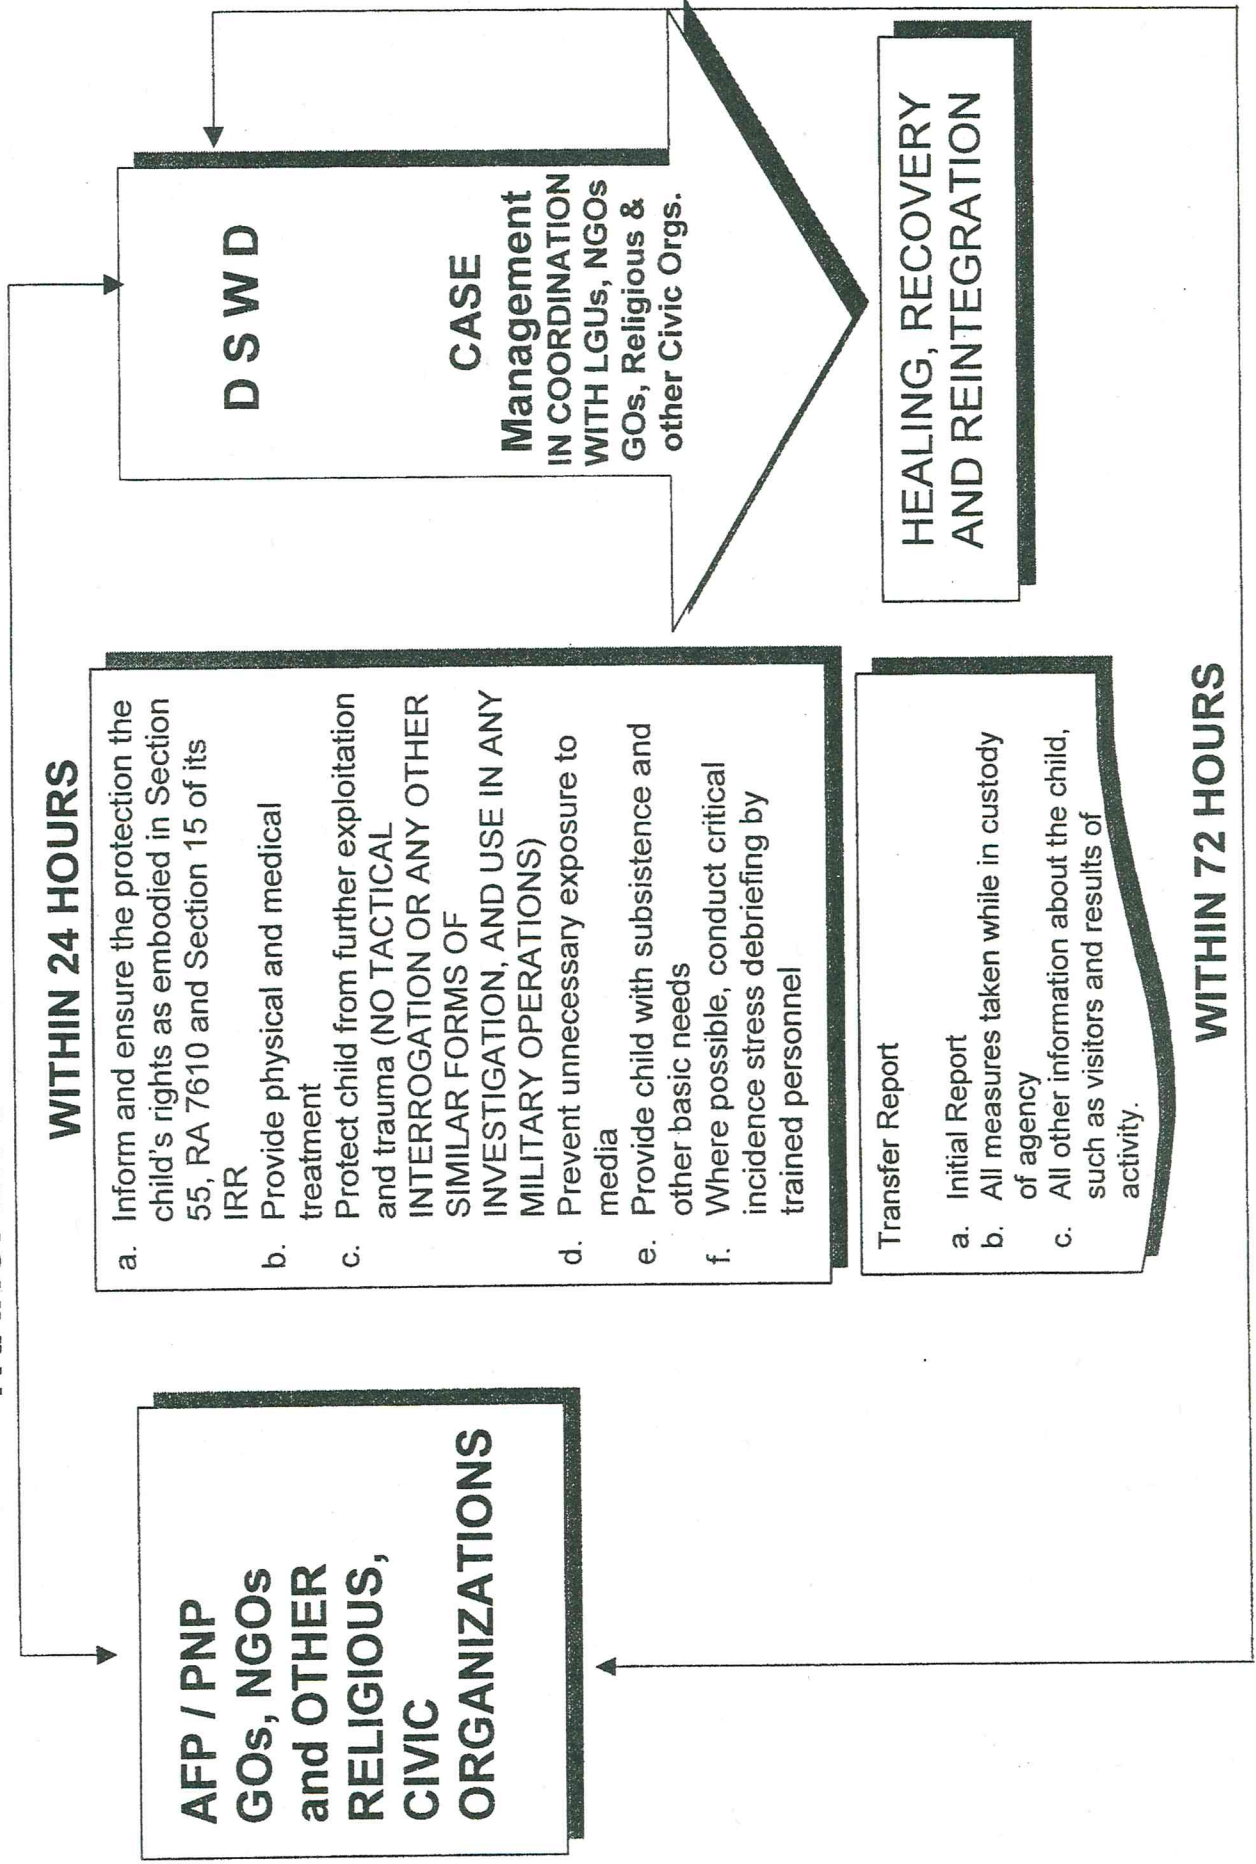 WITHIN 24 HOURS
AFP / PNP
GOs, NGOs
and OTHER
RELIGIOUS,
CIVIC
ORGANIZATIONS
a. Inform and ensure the protection the
child's rights as embodied in Section
55, RA 7610 and Section 15 of its
IRR
b. Provide physical and medical
treatment
c. Protect child from further exploitation
and trauma (NO TACTICAL
INTERROGATION OR ANY OTHER
SIMILAR FORMS OF
INVESTIGATION, AND USE IN ANY
MILITARY OPERATIONS)
d. Prevent unnecessary exposure to
media
e. Provide child with subsistence and
other basic needs
f. Where possible, conduct critical
incidence stress debriefing by
trained personnel
Transfer Report
a. Initial Report
b. All measures taken while in custody
of agency
c. All other information about the child,
such as visitors and results of
activity.
WITHIN 72 HOURS
D S W D
CASE
Management
IN COORDINATION
WITH LGUs, NGOs
GOs, Religious &
other Civic Orgs.
HEALING, RECOVERY
AND REINTEGRATION